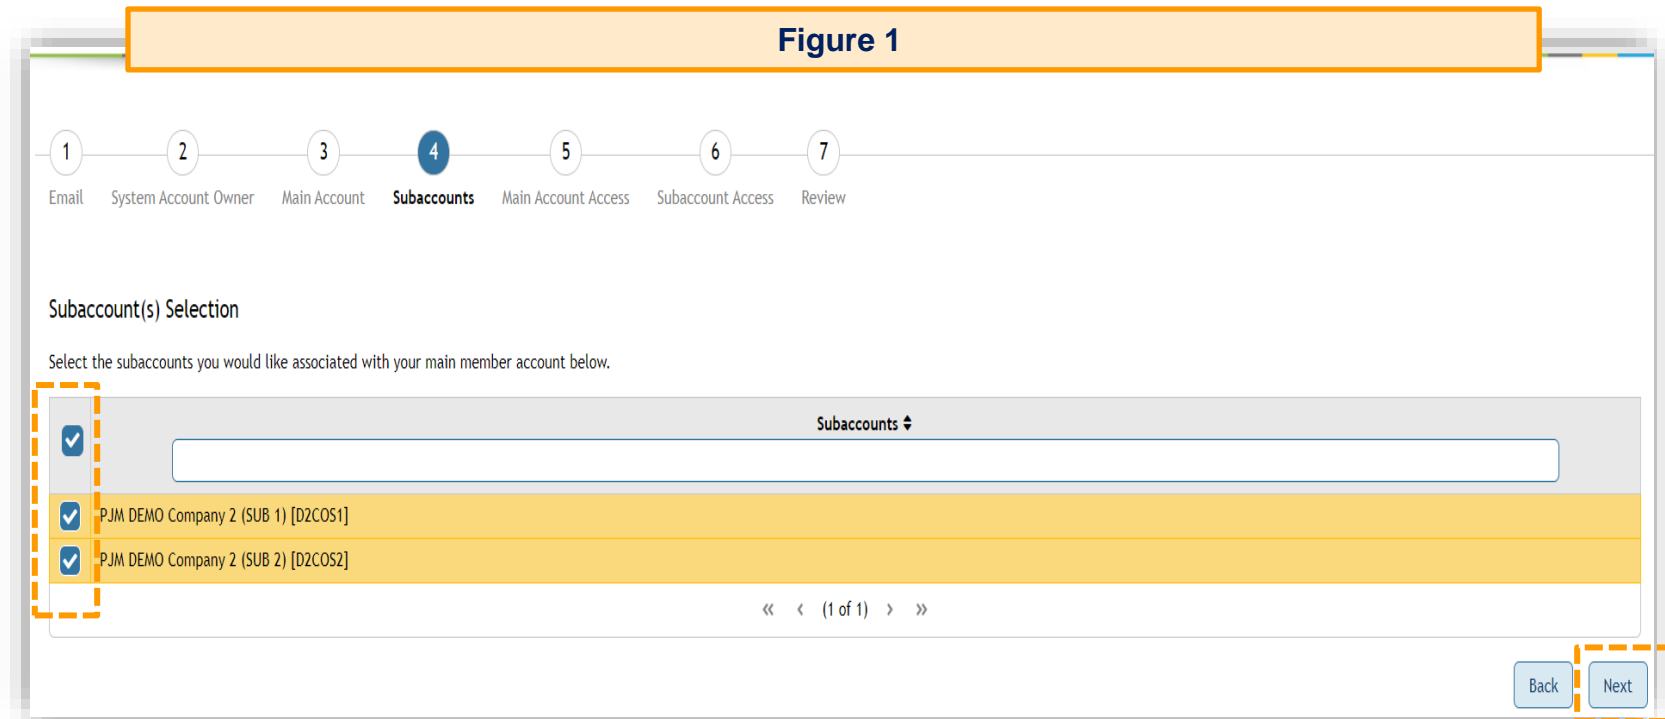 Figure 1
1 2 3 4 5 6 7
Email System Account Owner Main Account Subaccounts Main Account Access Subaccount Access Review
Subaccount(s) Selection
Select the subaccounts you would like associated with your main member account below.
Subaccounts
PJM DEMO Company 2 (SUB 1) [D2COS1]
PJM DEMO Company 2 (SUB 2) [D2COS2]
« ‹ (1 of 1) › »
Back Next